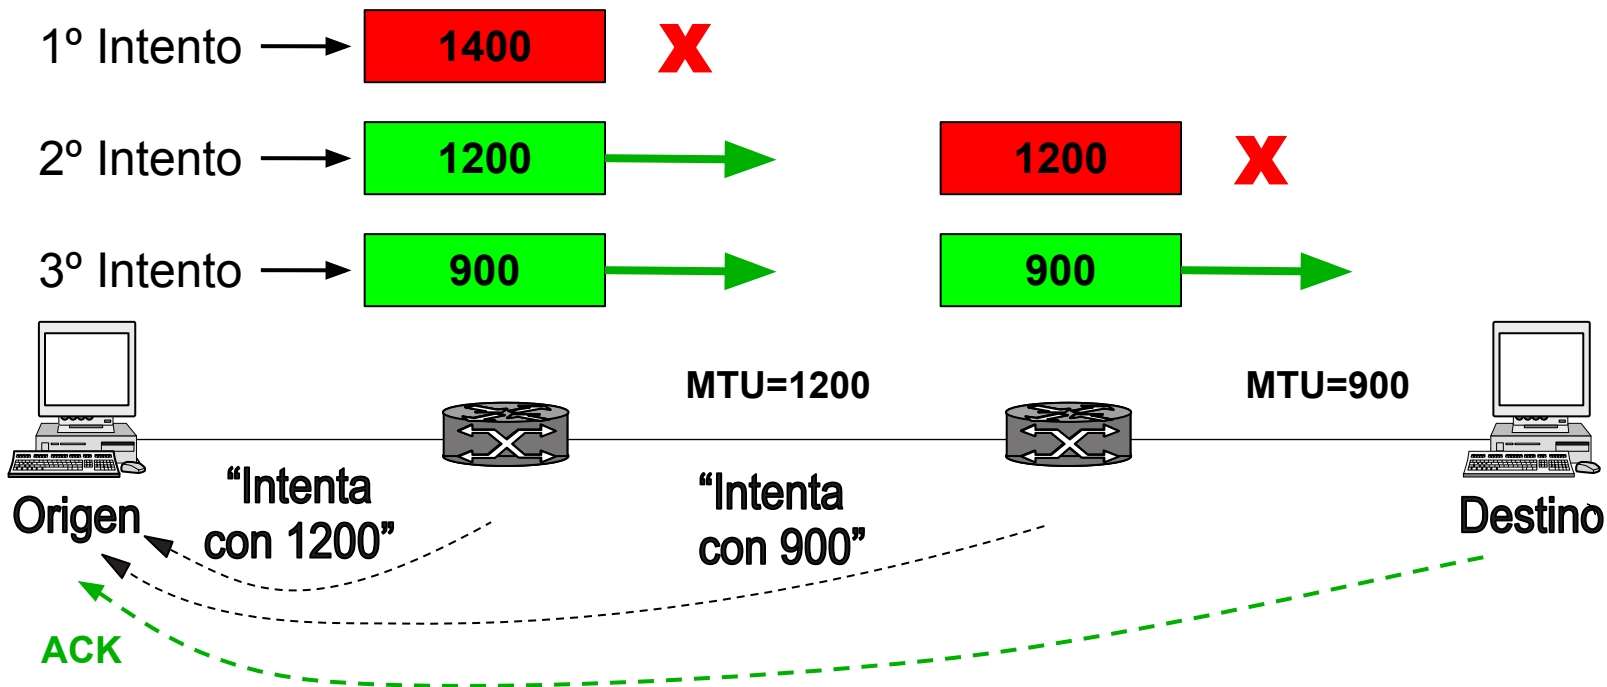 1º Intento
1400
X
2º Intento
1200
1200
X
3º Intento
900
900
MTU=1200
MTU=900
“Intenta
con 1200”
“Intenta
con 900”
Origen
Destino
ACK